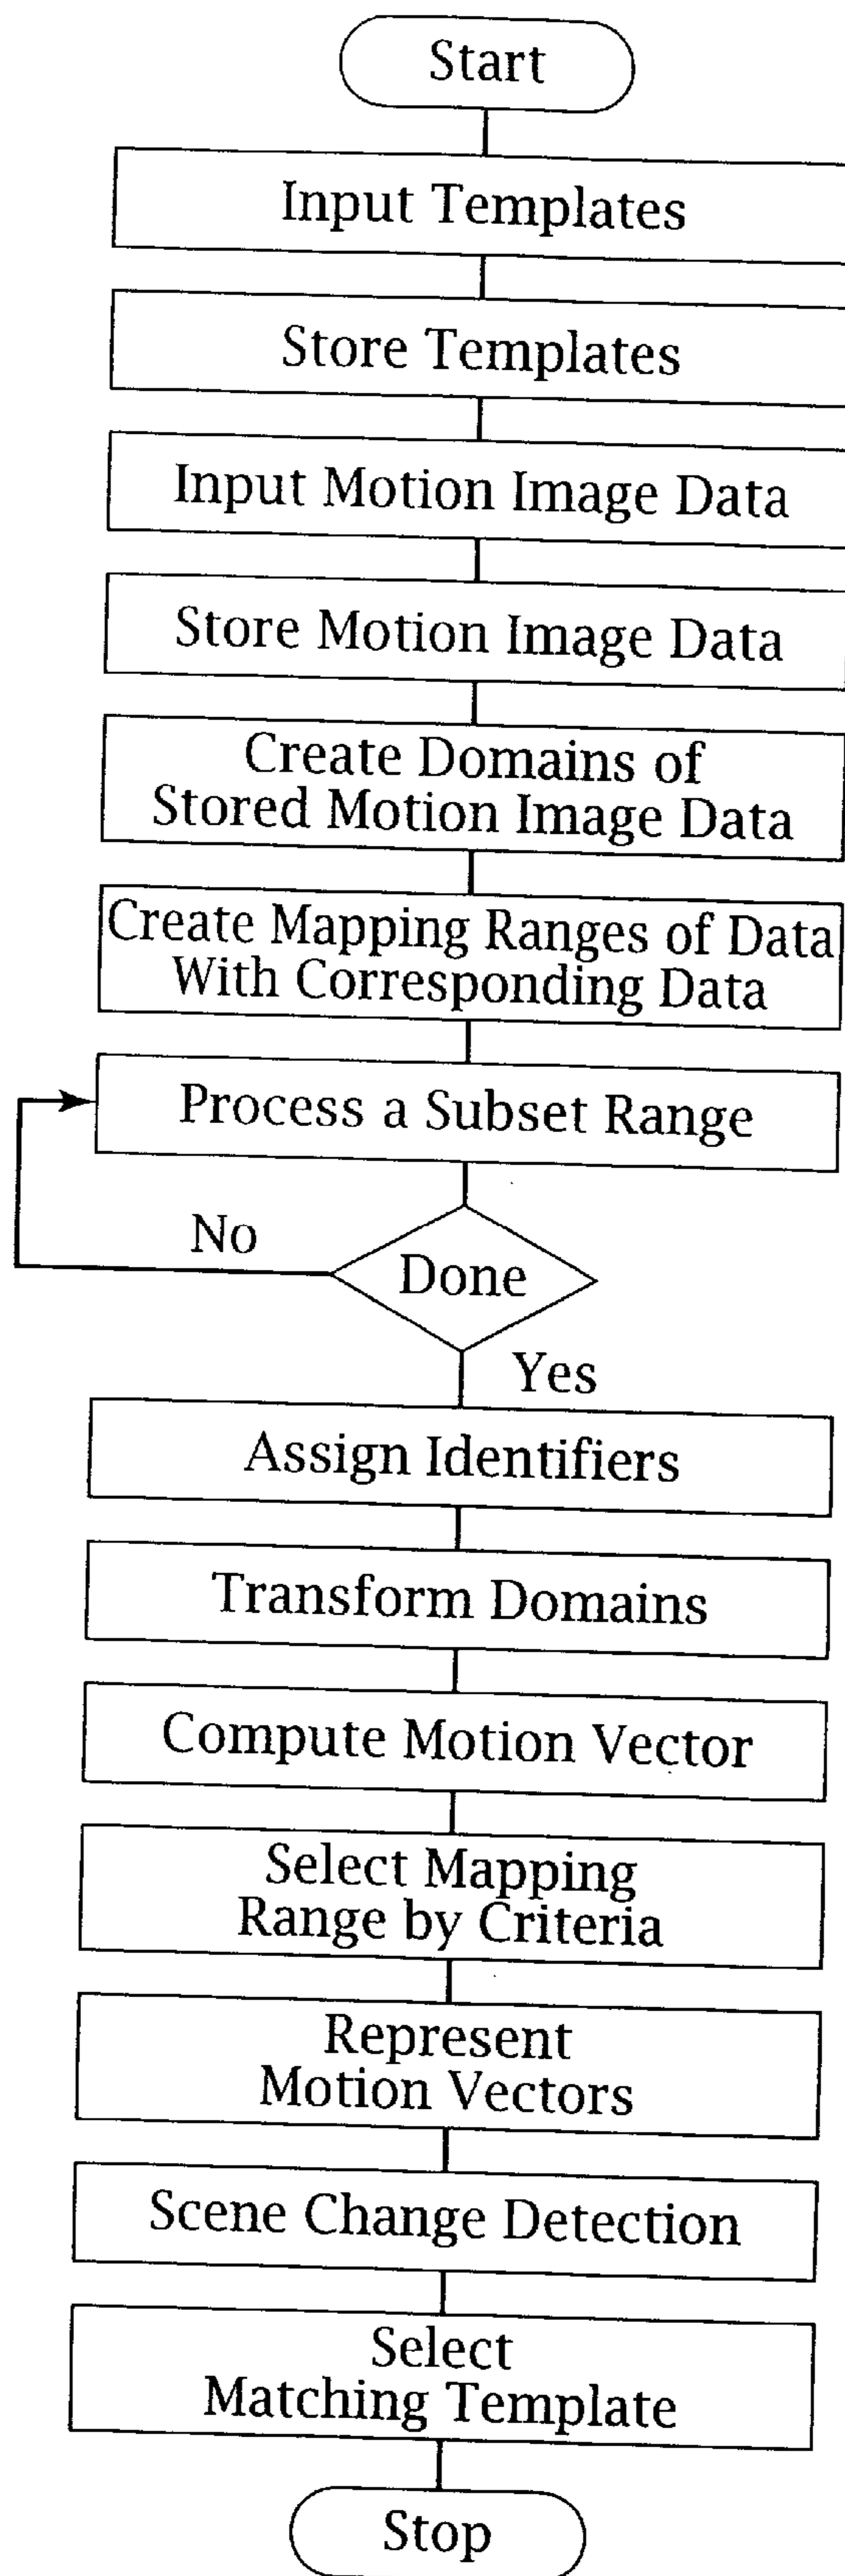 Start
Input Templates
Store Templates
Input Motion Image Data
Store Motion Image Data
Create Domains of
Stored Motion Image Data
Create Mapping Ranges of Data
With Corresponding Data
Process a Subset Range
No
Done
Yes
Assign Identifiers
Transform Domains
Compute Motion Vector
Select Mapping
Range by Criteria
Represent
Motion Vectors
Scene Change Detection
Select
Matching Template
Stop